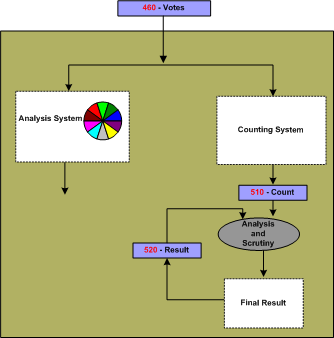 460 - Votes
Analysis System
Counting System
510 - Count
Analysis
and
Scrutiny
520 - Result
Final Result